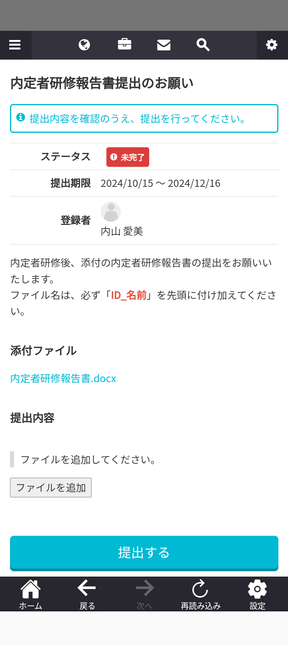 内定者研修報告書提出のお願い
提出内容を確認のうえ、提出を行ってください。
ステータス 未完了
提出期限 2024/10/15 ～ 2024/12/16
登録者
内山 愛美
内定者研修後、添付の内定者研修報告書の提出をお願いい
たします。
ファイル名は、必ず「ID_名前」を先頭に付け加えてくださ
い。
添付ファイル
内定者研修報告書.docx
提出内容
ファイルを追加してください。
ファイルを追加
提出する
ホーム 戻る 次へ 再読み込み 設定